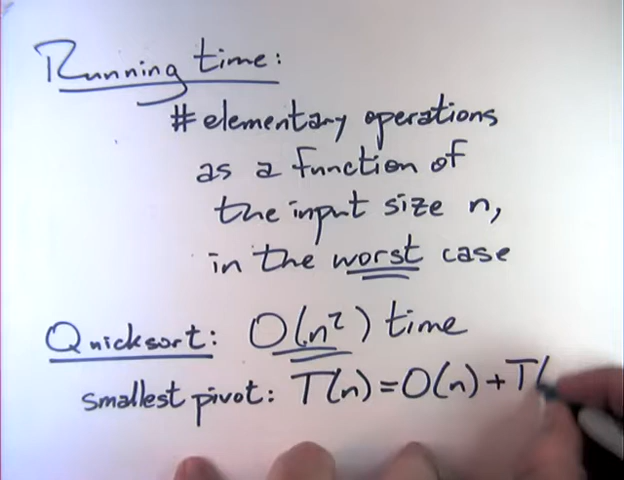 Running time:
# elementary operations
as a function of
the input size n,
in the worst case
Quicksort: O(n²) time
smallest pivot: T(n) = O(n) + T(